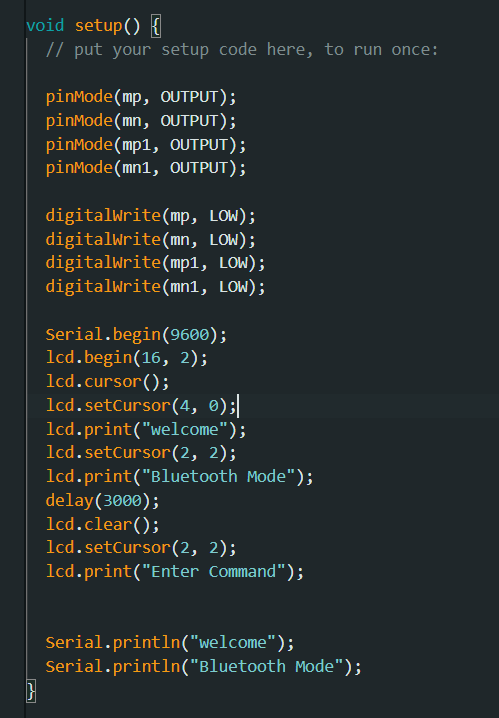 void setup() {
  // put your setup code here, to run once:

  pinMode(mp, OUTPUT);
  pinMode(mn, OUTPUT);
  pinMode(mp1, OUTPUT);
  pinMode(mn1, OUTPUT);

  digitalWrite(mp, LOW);
  digitalWrite(mn, LOW);
  digitalWrite(mp1, LOW);
  digitalWrite(mn1, LOW);

  Serial.begin(9600);
  lcd.begin(16, 2);
  lcd.cursor();
  lcd.setCursor(4, 0);
  lcd.print("welcome");
  lcd.setCursor(2, 2);
  lcd.print("Bluetooth Mode");
  delay(3000);
  lcd.clear();
  lcd.setCursor(2, 2);
  lcd.print("Enter Command");


  Serial.println("welcome");
  Serial.println("Bluetooth Mode");
}